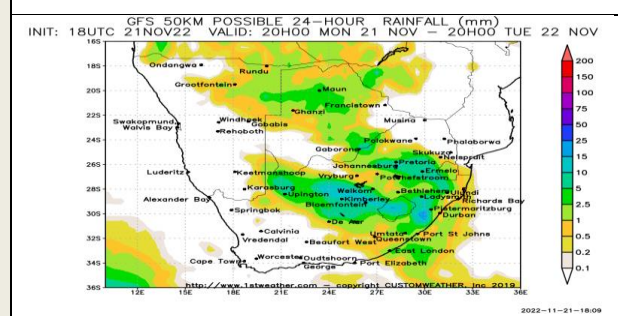 GFS 50KM POSSIBLE 24-HOUR RAINFALL (mm)
INIT: 18UTC 21NOV22 VALID: 20H00 MON 21 NOV – 20H00 TUE 22 NOV
16S
Ondangwa
Rundu
Grootfontein
20S
Maun
Francistown
Ghanzi
22S
Swakopmund
Windhoek
Gobabis
Musina
Walvis Bay
Rehoboth
24S
Polokwane
Phalaborwa
Gaborone
Skukuza
26S
Johannesburg
Pretoria
Nelspruit
Luderitz
Keetmanshoop
Vryburg
Ermelo
Potchefstroom
28S
Karasburg
Upington
Welkom
Bethlehem
Ulundi
Alexander Bay
Kimberley
Ladysmith
Richards Bay
Bloemfontein
30S
Springbok
Pietermaritzburg
De Aar
Durban
32S
Calvinia
Umtata
Port St Johns
Vredendal
Beaufort West
Queenstown
East London
34S
Cape Town
Worcester
Oudtshoorn
George
Port Elizabeth
36S
http://www.1stweather.com – copyright CUSTOMWEATHER, Inc 2019
12E 15E 18E 21E 24E 27E 30E 33E 36E
200
150
100
75
50
25
15
10
5
2.5
1
0.5
0.2
0.1
2022-11-21-18:09